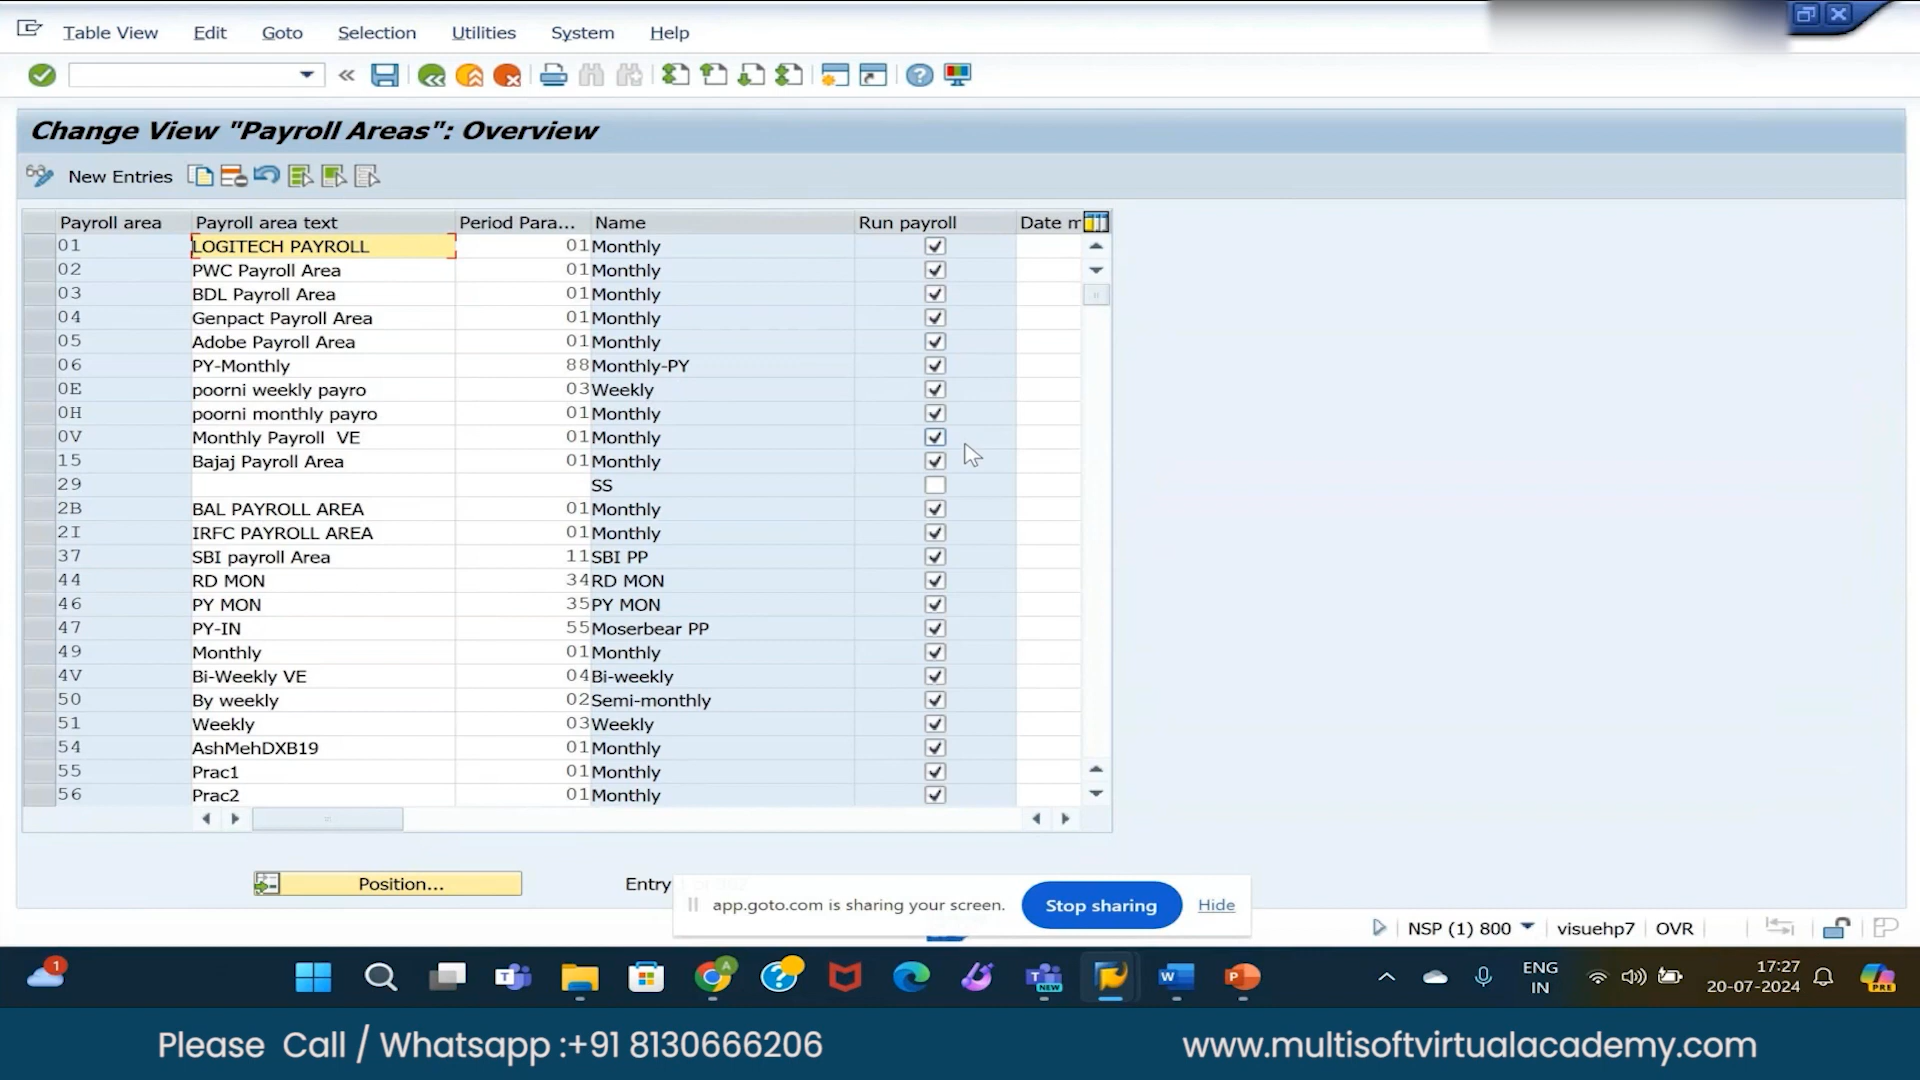 Table View Edit Goto Selection Utilities System Help
Change View "Payroll Areas": Overview
New Entries
Payroll area Payroll area text Period Para... Name Run payroll Date m
01 LOGITECH PAYROLL 01 Monthly
02 PWC Payroll Area 01 Monthly
03 BDL Payroll Area 01 Monthly
04 Genpact Payroll Area 01 Monthly
05 Adobe Payroll Area 01 Monthly
06 PY-Monthly 88 Monthly-PY
0E poorni weekly payro 03 Weekly
0H poorni monthly payro 01 Monthly
0V Monthly Payroll VE 01 Monthly
15 Bajaj Payroll Area 01 Monthly
29 SS
2B BAL PAYROLL AREA 01 Monthly
2I IRFC PAYROLL AREA 01 Monthly
37 SBI payroll Area 11 SBI PP
44 RD MON 34 RD MON
46 PY MON 35 PY MON
47 PY-IN 55 Moserbear PP
49 Monthly 01 Monthly
4V Bi-Weekly VE 04 Bi-weekly
50 By weekly 02 Semi-monthly
51 Weekly 03 Weekly
54 AshMehDXB19 01 Monthly
55 Prac1 01 Monthly
56 Prac2 01 Monthly
Position... Entry
app.goto.com is sharing your screen. Stop sharing Hide
NSP (1) 800 visuehp7 OVR
1 ENG 17:27
IN 20-07-2024
NEW PRE
Please Call / Whatsapp :+91 8130666206 www.multisoftvirtualacademy.com